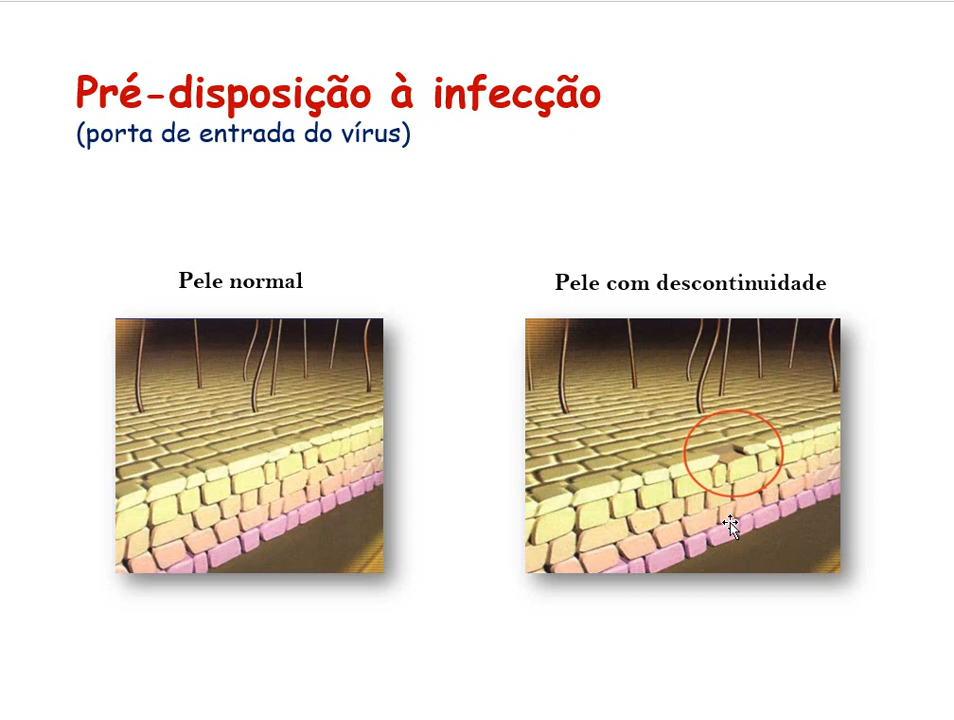 Pré-disposição à infecção
(porta de entrada do vírus)
Pele normal
Pele com descontinuidade